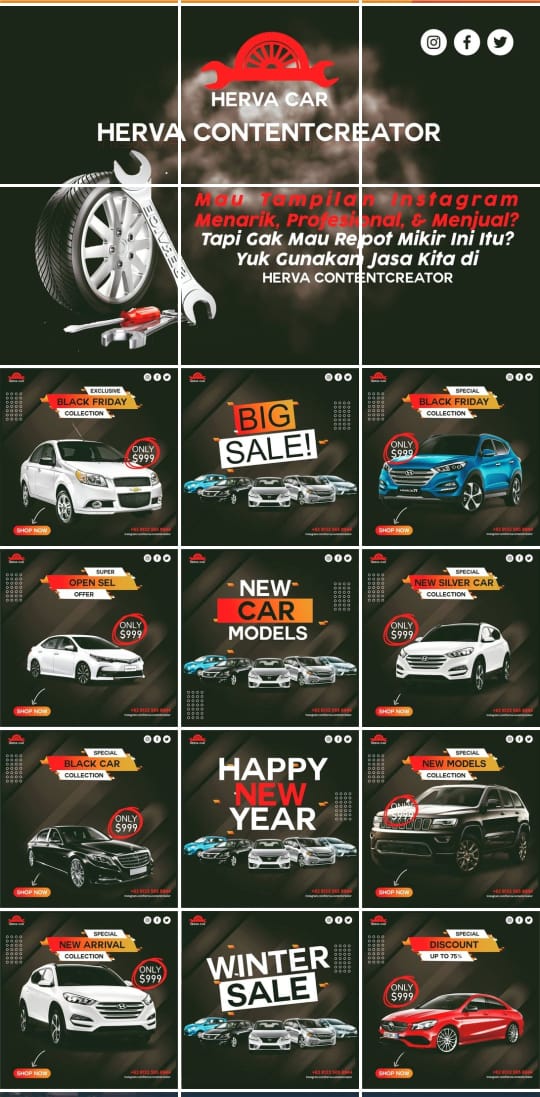 HERVA CAR
HERVA CONTENTCREATOR
Mau Tampilan Instagram
Menarik, Profesional, & Menjual?
Tapi Gak Mau Repot Mikir Ini Itu?
Yuk Gunakan Jasa Kita di
HERVA CONTENTCREATOR
EXCLUSIVE
BLACK FRIDAY
COLLECTION
ONLY
$999
SHOP NOW
BIG
SALE!
SPECIAL
BLACK FRIDAY
COLLECTION
ONLY
$999
SHOP NOW
SUPER
OPEN SEL
OFFER
ONLY
$999
SHOP NOW
NEW
CAR
MODELS
SPECIAL
NEW SILVER CAR
COLLECTION
ONLY
$999
SHOP NOW
SPECIAL
BLACK CAR
COLLECTION
ONLY
$999
SHOP NOW
HAPPY
NEW
YEAR
SPECIAL
NEW MODELS
COLLECTION
ONLY
$999
SHOP NOW
SPECIAL
NEW ARRIVAL
COLLECTION
ONLY
$999
SHOP NOW
WINTER
SALE
SPECIAL
DISCOUNT
UP TO 75%
ONLY
$999
SHOP NOW